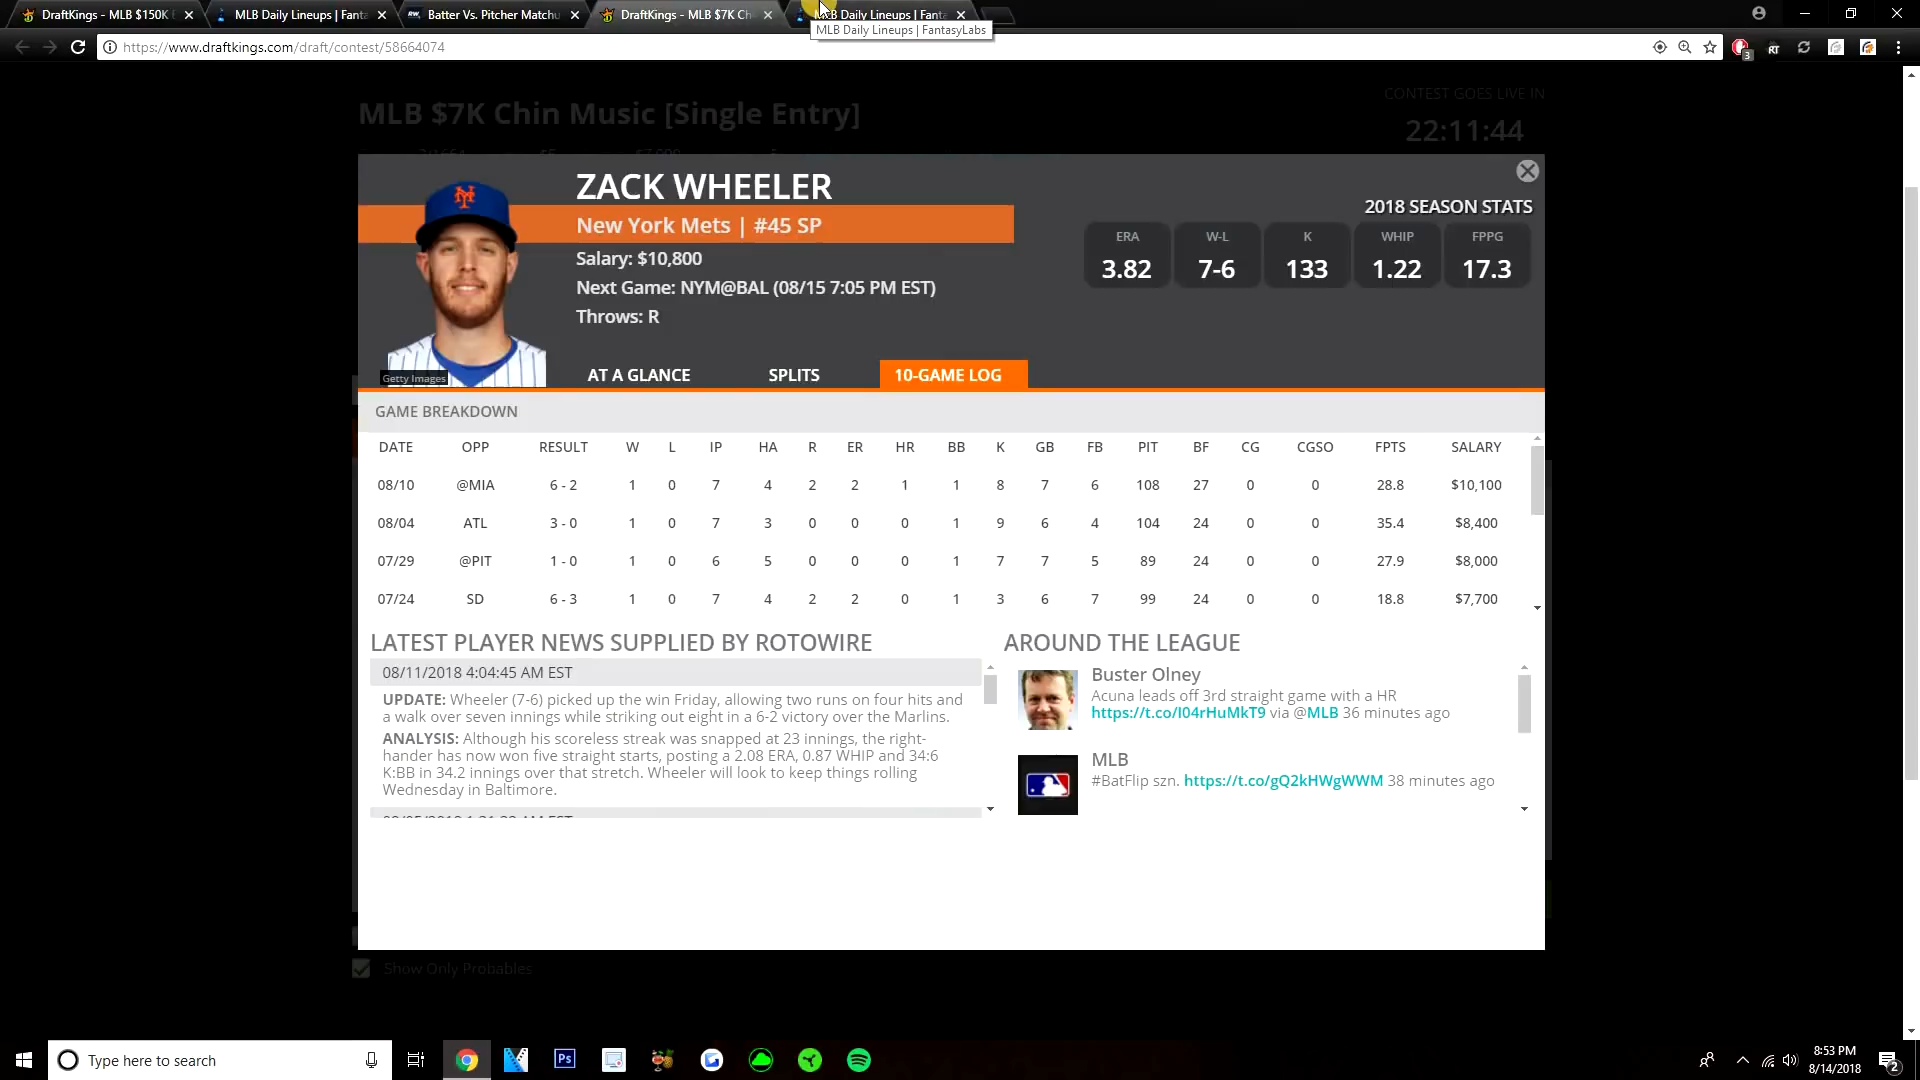 DraftKings - MLB $150K
MLB Daily Lineups | Fanta
Batter Vs. Pitcher Matchu
DraftKings - MLB $7K Ch
MLB Daily Lineups | Fanta
MLB Daily Lineups | FantasyLabs
https://www.draftkings.com/draft/contest/58664074
3
RT
MLB $7K Chin Music [Single Entry]
CONTEST GOES LIVE IN
22:11:44
ZACK WHEELER
New York Mets | #45 SP
Salary: $10,800
Next Game: NYM@BAL (08/15 7:05 PM EST)
Throws: R
Getty Images
2018 SEASON STATS
ERA W-L K WHIP FPPG
3.82 7-6 133 1.22 17.3
AT A GLANCE SPLITS 10-GAME LOG
GAME BREAKDOWN
DATE OPP RESULT W L IP HA R ER HR BB K GB FB PIT BF CG CGSO FPTS SALARY
08/10 @MIA 6 - 2 1 0 7 4 2 2 1 1 8 7 6 108 27 0 0 28.8 $10,100
08/04 ATL 3 - 0 1 0 7 3 0 0 0 1 9 6 4 104 24 0 0 35.4 $8,400
07/29 @PIT 1 - 0 1 0 6 5 0 0 0 1 7 7 5 89 24 0 0 27.9 $8,000
07/24 SD 6 - 3 1 0 7 4 2 2 0 1 3 6 7 99 24 0 0 18.8 $7,700
LATEST PLAYER NEWS SUPPLIED BY ROTOWIRE
08/11/2018 4:04:45 AM EST
UPDATE: Wheeler (7-6) picked up the win Friday, allowing two runs on four hits and
a walk over seven innings while striking out eight in a 6-2 victory over the Marlins.
ANALYSIS: Although his scoreless streak was snapped at 23 innings, the right-
hander has now won five straight starts, posting a 2.08 ERA, 0.87 WHIP and 34:6
K:BB in 34.2 innings over that stretch. Wheeler will look to keep things rolling
Wednesday in Baltimore.
AROUND THE LEAGUE
Buster Olney
Acuna leads off 3rd straight game with a HR
https://t.co/l04rHuMkT9 via @MLB 36 minutes ago
MLB
#BatFlip szn. https://t.co/gQ2kHWgWWM 38 minutes ago
Show Only Probables
Type here to search
Ps
8:53 PM
8/14/2018
2